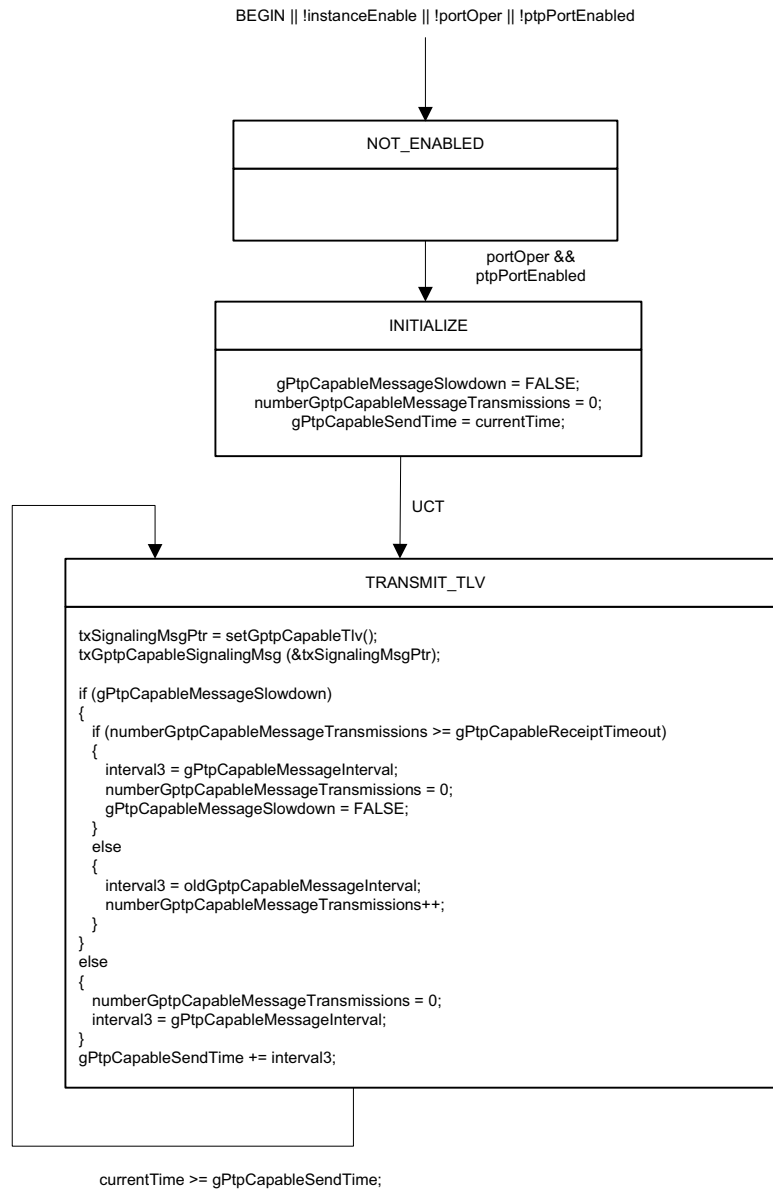 BEGIN || !instanceEnable || !portOper || !ptpPortEnabled
NOT_ENABLED
portOper &&
ptpPortEnabled
INITIALIZE
gPtpCapableMessageSlowdown = FALSE;
numberGptpCapableMessageTransmissions = 0;
gPtpCapableSendTime = currentTime;
UCT
TRANSMIT_TLV
txSignalingMsgPtr = setGptpCapableTlv();
txGptpCapableSignalingMsg (&txSignalingMsgPtr);
if (gPtpCapableMessageSlowdown)
{
if (numberGptpCapableMessageTransmissions >= gPtpCapableReceiptTimeout)
{
interval3 = gPtpCapableMessageInterval;
numberGptpCapableMessageTransmissions = 0;
gPtpCapableMessageSlowdown = FALSE;
}
else
{
interval3 = oldGptpCapableMessageInterval;
numberGptpCapableMessageTransmissions++;
}
}
else
{
numberGptpCapableMessageTransmissions = 0;
interval3 = gPtpCapableMessageInterval;
}
gPtpCapableSendTime += interval3;
currentTime >= gPtpCapableSendTime;